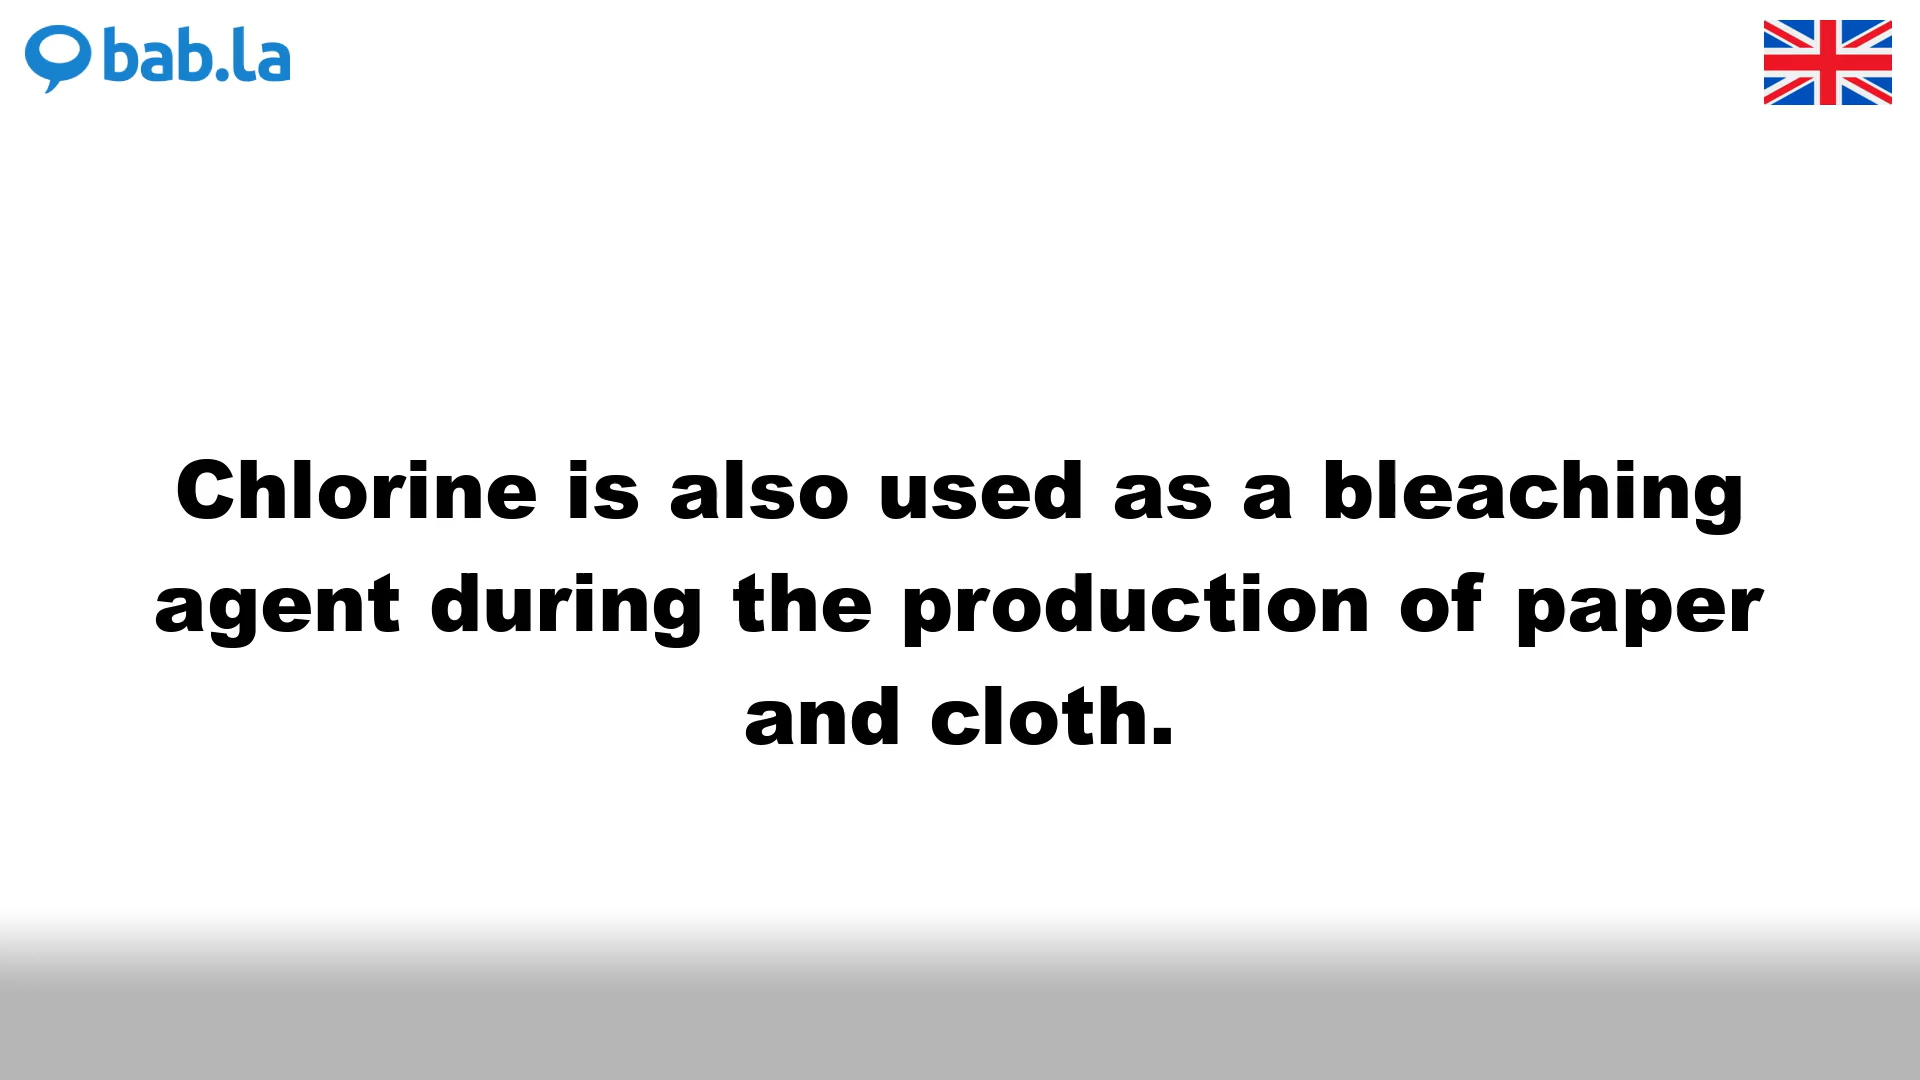 bab.la
Chlorine is also used as a bleaching
agent during the production of paper
and cloth.